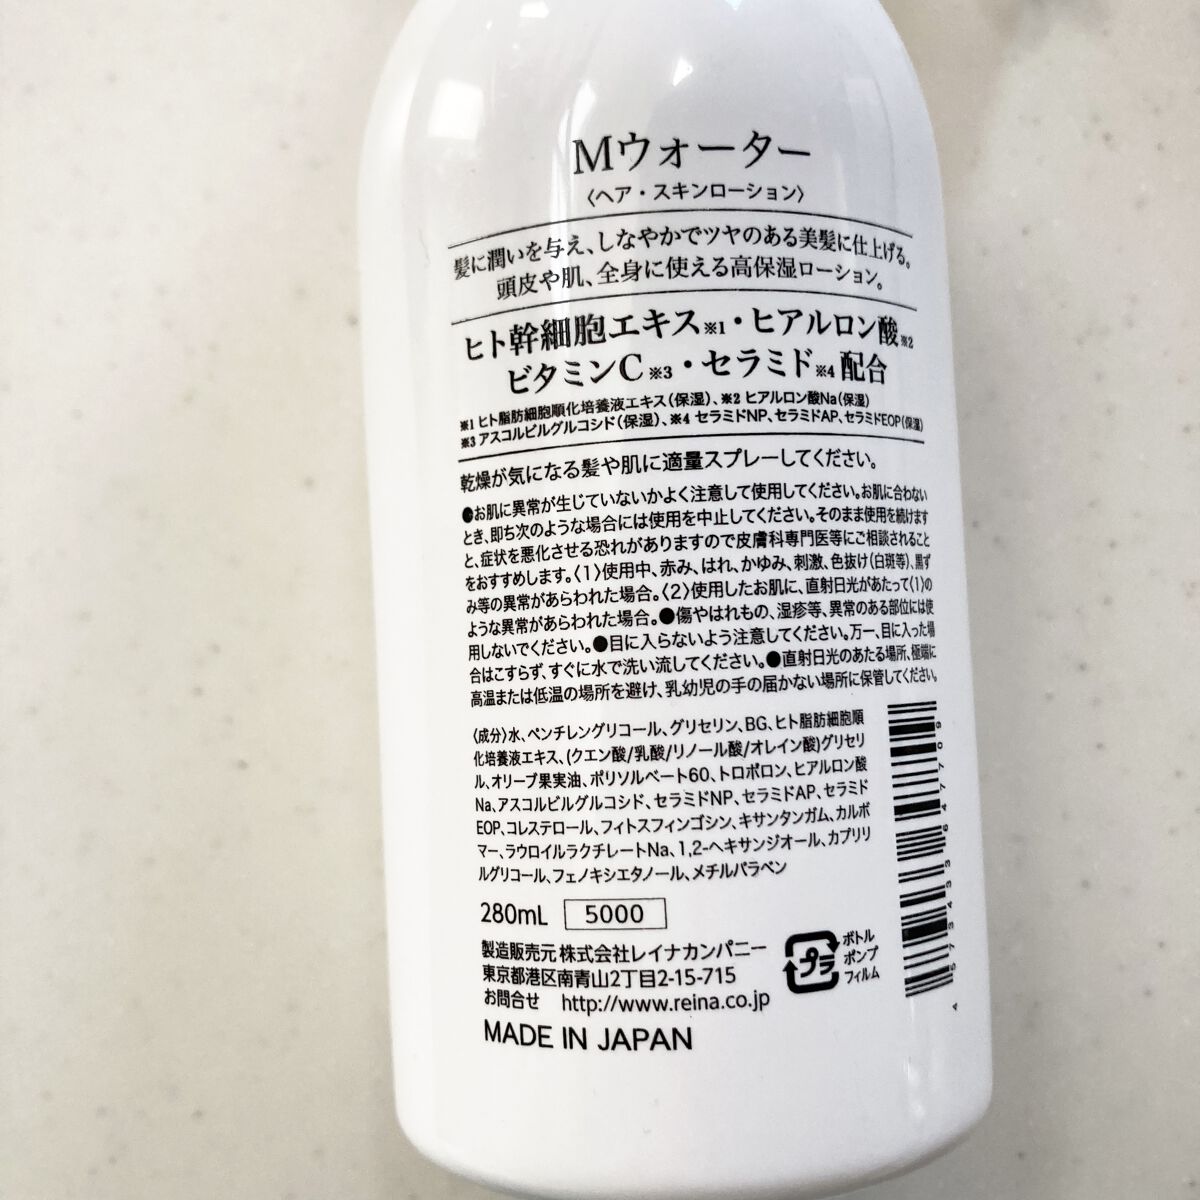 Mウォーター
〈ヘア・スキンローション〉
髪に潤いを与え、しなやかでツヤのある美髪に仕上げる。
頭皮や肌、全身に使える高保湿ローション。
ヒト幹細胞エキス※1・ヒアルロン酸※2
ビタミンC※3・セラミド※4配合
※1 ヒト脂肪細胞順化培養液エキス(保湿)、※2 ヒアルロン酸Na(保湿)
※3 アスコルビルグルコシド(保湿)、※4 セラミドNP、セラミドAP、セラミドEOP(保湿)
乾燥が気になる髪や肌に適量スプレーしてください。
●お肌に異常が生じていないかよく注意して使用してください。お肌に合わない
とき、即ち次のような場合には使用を中止してください。そのまま使用を続けます
と、症状を悪化させる恐れがありますので皮膚科専門医等にご相談されること
をおすすめします。〈1〉使用中、赤み、はれ、かゆみ、刺激、色抜け(白斑等)、黒ず
み等の異常があらわれた場合。〈2〉使用したお肌に、直射日光があたって〈1〉の
ような異常があらわれた場合。●傷やはれもの、湿疹等、異常のある部位には使
用しないでください。●目に入らないよう注意してください。万一、目に入った場
合はこすらず、すぐに水で洗い流してください。●直射日光のあたる場所、極端に
高温または低温の場所を避け、乳幼児の手の届かない場所に保管してください。
〈成分〉水、ペンチレングリコール、グリセリン、BG、ヒト脂肪細胞順
化培養液エキス、(クエン酸/乳酸/リノール酸/オレイン酸)グリセリ
ル、オリーブ果実油、ポリソルベート60、トロポロン、ヒアルロン酸
Na、アスコルビルグルコシド、セラミドNP、セラミドAP、セラミド
EOP、コレステロール、フィトスフィンゴシン、キサンタンガム、カルボ
マー、ラウロイルラクチレートNa、1,2-ヘキサンジオール、カプリリ
ルグリコール、フェノキシエタノール、メチルパラベン
280mL 5000
製造販売元 株式会社レイナカンパニー
東京都港区南青山2丁目2-15-715
お問合せ http://www.reina.co.jp
MADE IN JAPAN
プラ
ボトル
ポンプ
フィルム
4573433647709